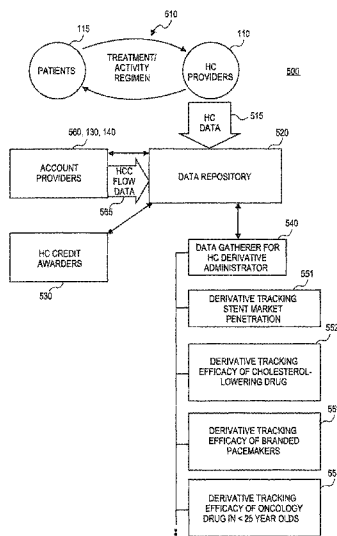 510
115
110
PATIENTS
TREATMENT/
ACTIVITY
REGIMEN
HC
PROVIDERS
500
HC
DATA
515
560, 130, 140
520
ACCOUNT
PROVIDERS
HCC
FLOW
DATA
565
DATA REPOSITORY
540
HC CREDIT
AWARDERS
530
DATA GATHERER FOR
HC DERIVATIVE
ADMINISTRATOR
551
DERIVATIVE TRACKING
STENT MARKET
PENETRATION
552
DERIVATIVE TRACKING
EFFICACY OF CHOLESTEROL-
LOWERING DRUG
DERIVATIVE TRACKING
EFFICACY OF BRANDED
PACEMAKERS
DERIVATIVE TRACKING
EFFICACY OF ONCOLOGY
DRUG IN < 25 YEAR OLDS